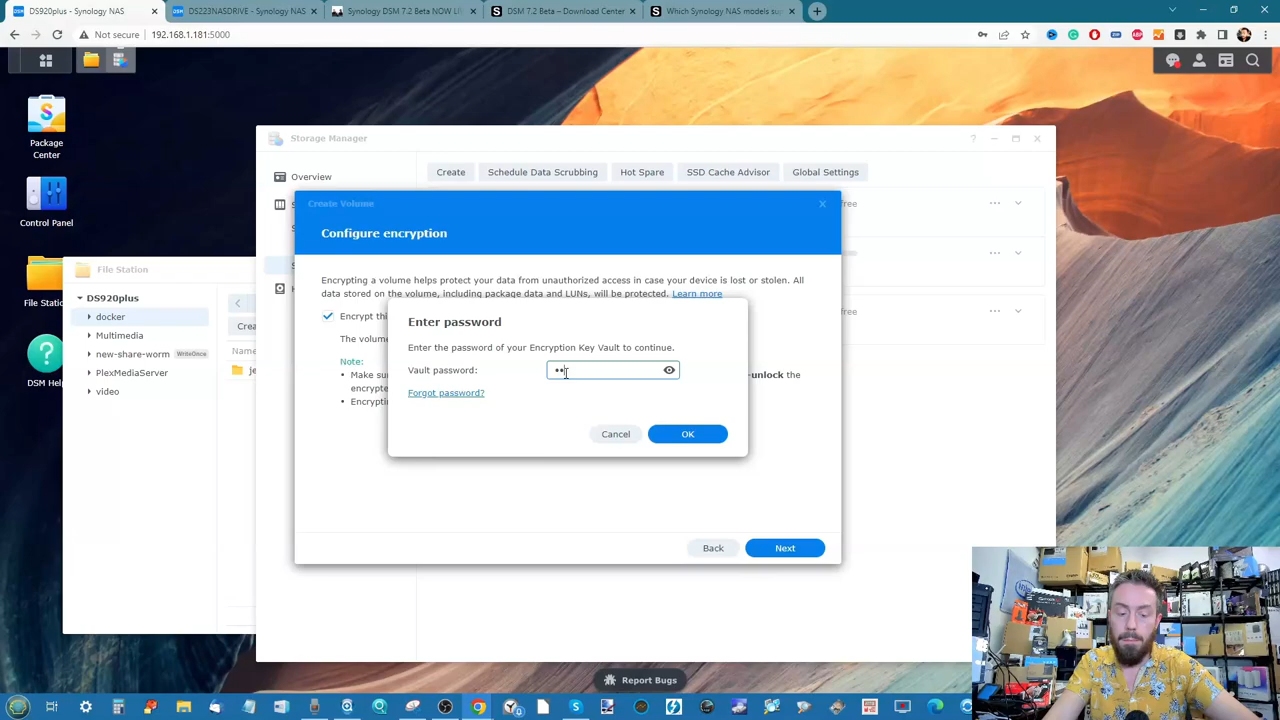 DS920plus - Synology NAS
DS223NASDRIVE - Synology NAS
Synology DSM 7.2 Beta NOW LI
DSM 7.2 Beta – Download Center
Which Synology NAS models su
Not secure
192.168.1.181:5000
Package
Center
Control Panel
DSM Help
File Station
DS920plus
docker
Multimedia
new-share-worm
WriteOnce
PlexMediaServer
video
Storage Manager
Overview
Create
Schedule Data Scrubbing
Hot Spare
SSD Cache Advisor
Global Settings
free
free
Create Volume
Configure encryption
Encrypting a volume helps protect your data from unauthorized access in case your device is lost or stolen. All
data stored on the volume, including package data and LUNs, will be protected. Learn more
Encrypt thi
The volume
Note:
Make su
-unlock the
encrypte
Encryptin
Enter password
Enter the password of your Encryption Key Vault to continue.
Vault password:
Forgot password?
Cancel
OK
Back
Next
Report Bugs